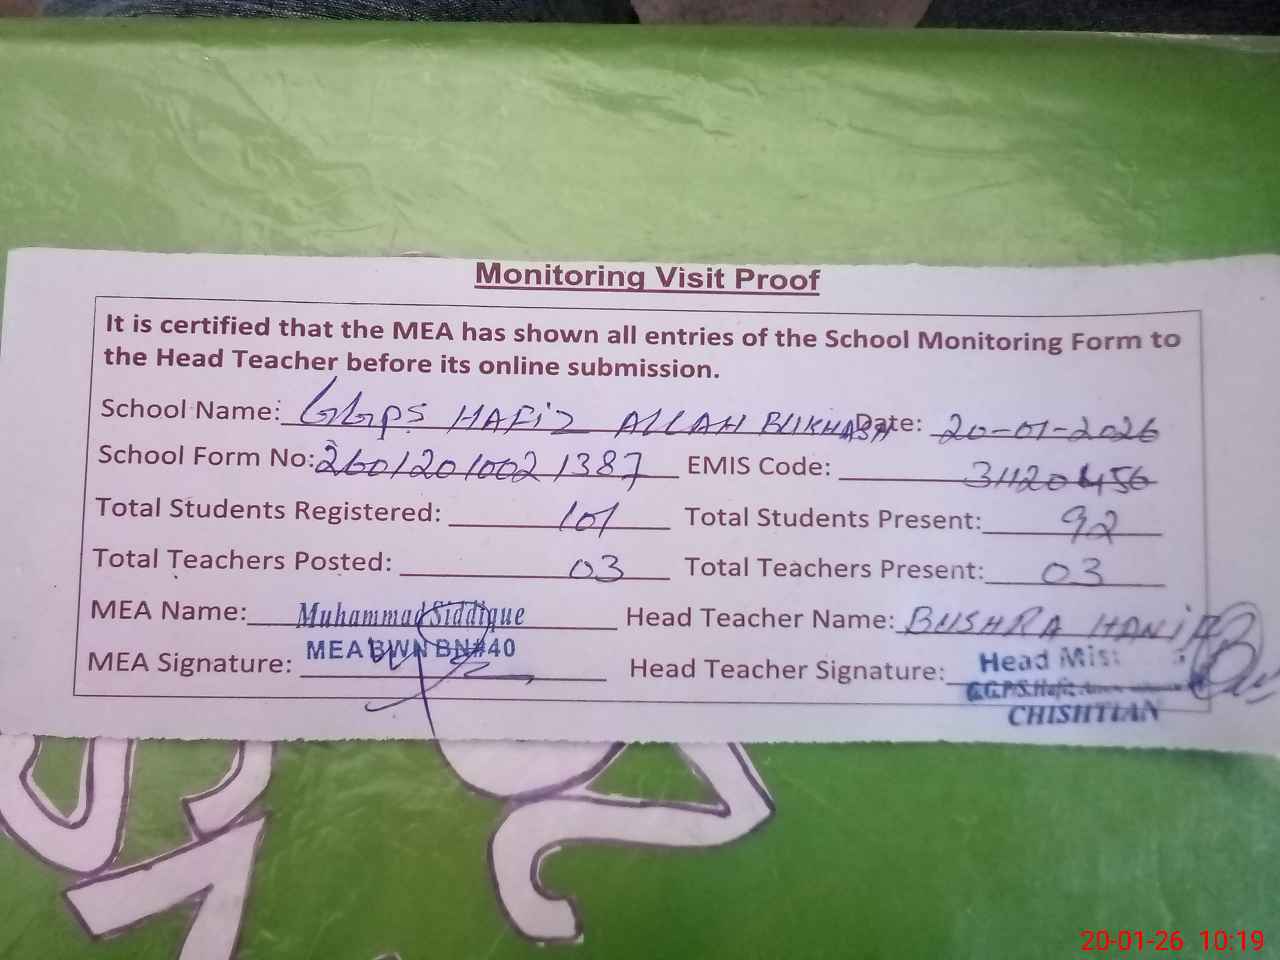 Monitoring Visit Proof
It is certified that the MEA has shown all entries of the School Monitoring Form to
the Head Teacher before its online submission.
School Name: GGPS HAFIZ ALLAH BUKHASH Date: 20-01-2026
School Form No: 26012010021387 EMIS Code: 31120456
Total Students Registered: 101 Total Students Present: 92
Total Teachers Posted: 03 Total Teachers Present: 03
MEA Name: Muhammad Siddique Head Teacher Name: BUSHRA HANIF
MEA Signature: MEA BWN BN#40 Head Teacher Signature: Head Mis
G.G.P.S. Hafiz
CHISHTIAN
20-01-26 10:19